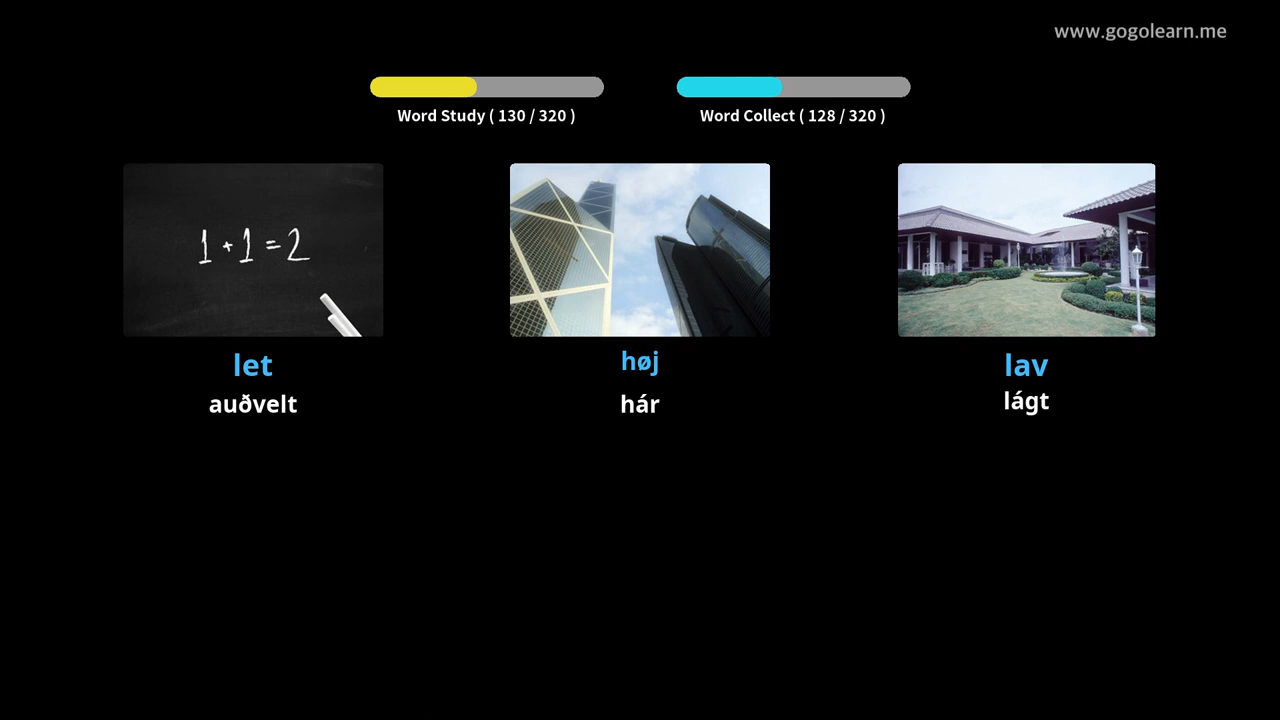 www.gogolearn.me
Word Study ( 130 / 320 )
Word Collect ( 128 / 320 )
1 + 1 = 2
let
høj
lav
auðvelt
hár
lágt